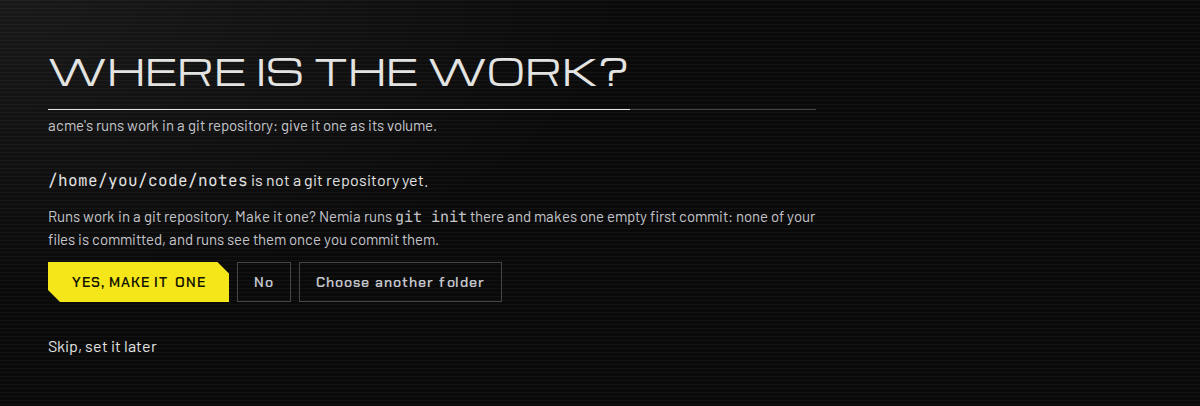 WHERE IS THE WORK?
acme's runs work in a git repository: give it one as its volume.
/home/you/code/notes is not a git repository yet.
Runs work in a git repository. Make it one? Nemia runs git init there and makes one empty first commit: none of your
files is committed, and runs see them once you commit them.
YES, MAKE IT ONE
No
Choose another folder
Skip, set it later